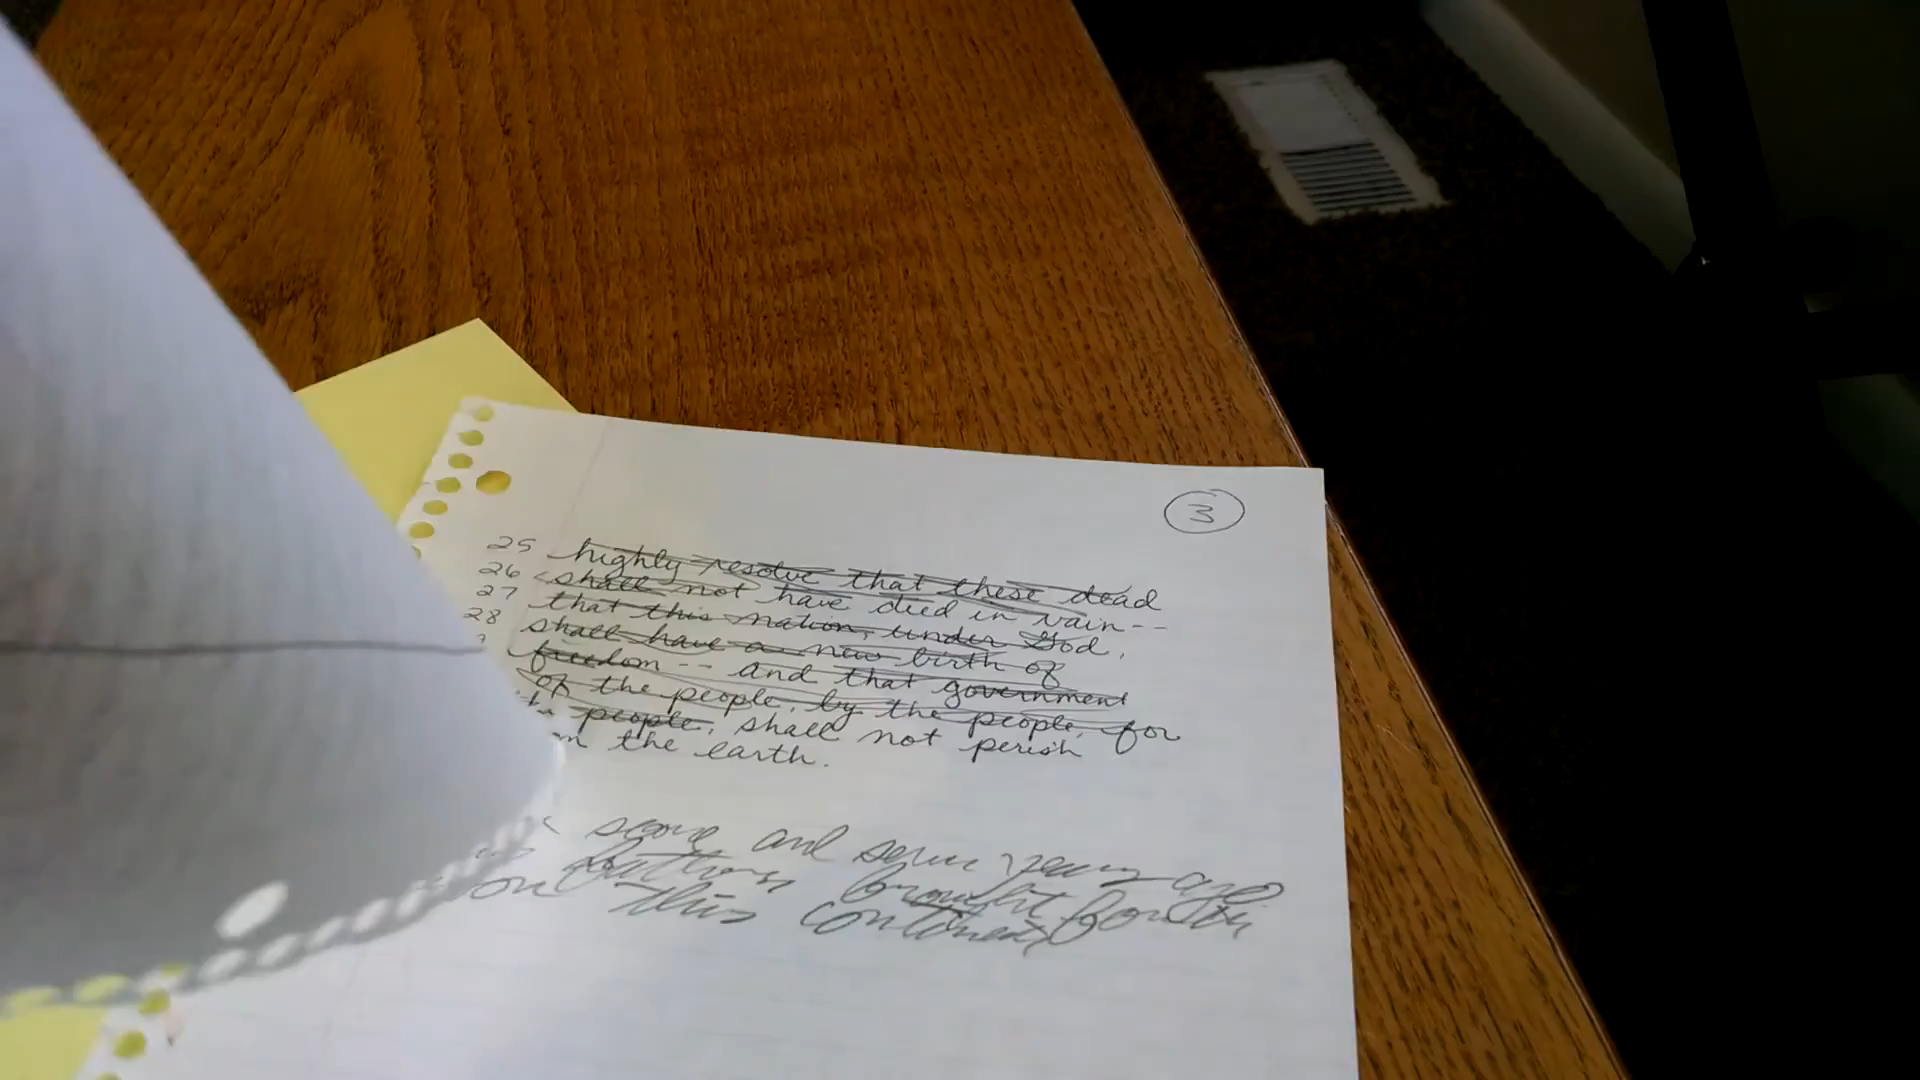 3
25 highly resolve that these dead
26 shall not have died in vain--
27 that this nation, under God,
28 shall have a new birth of
freedom -- and that government
of the people, by the people, for
people, shall not perish
the earth.
score and seven years ago
fathers brought forth
on this continent